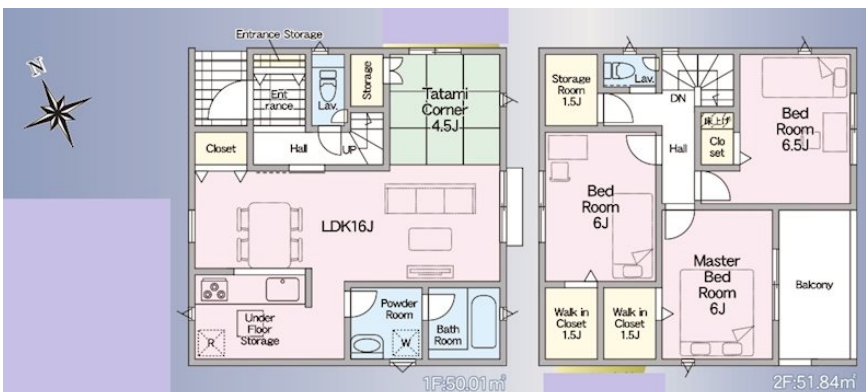 N
Entrance Storage
Ent
rance
Lav.
Storage
Tatami
Corner
4.5J
Closet
Hall
UP
LDK16J
Under
Floor
Storage
R
Powder
Room
W
Bath
Room
1F:50.01㎡
Storage
Room
1.5J
Lav.
DN
床上げ
Clo
set
Hall
Bed
Room
6.5J
Bed
Room
6J
Master
Bed
Room
6J
Balcony
Walk in
Closet
1.5J
Walk in
Closet
1.5J
2F:51.84㎡